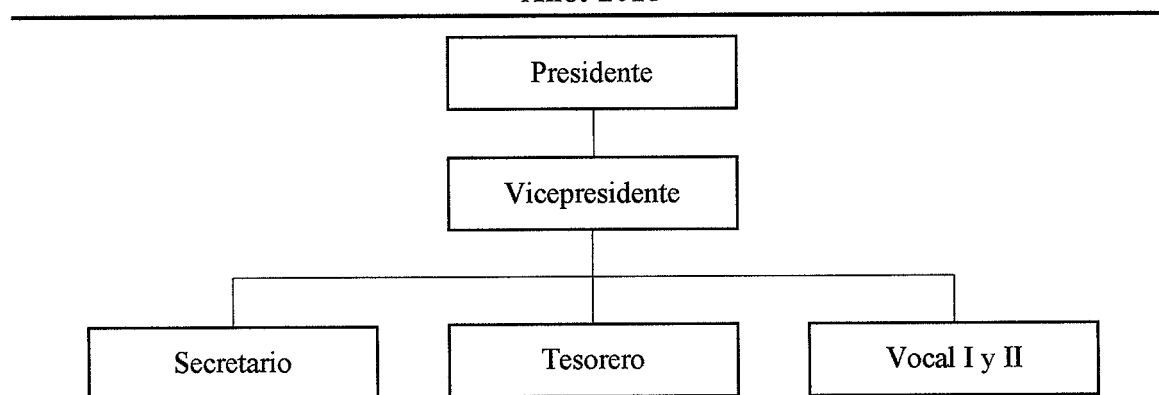 Presidente
Vicepresidente
Secretario
Tesorero
Vocal I y II